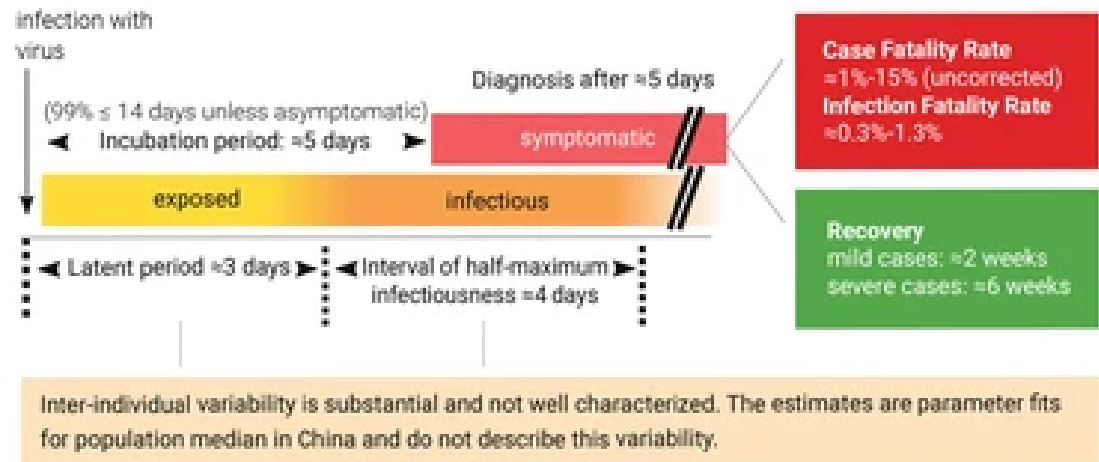 infection with
virus
Diagnosis after ≈5 days
(99% ≤ 14 days unless asymptomatic)
Incubation period: ≈5 days
symptomatic
exposed
infectious
Latent period ≈3 days
Interval of half-maximum
infectiousness ≈4 days
Case Fatality Rate
≈1%-15% (uncorrected)
Infection Fatality Rate
≈0.3%-1.3%
Recovery
mild cases: ≈2 weeks
severe cases: ≈6 weeks
Inter-individual variability is substantial and not well characterized. The estimates are parameter fits
for population median in China and do not describe this variability.